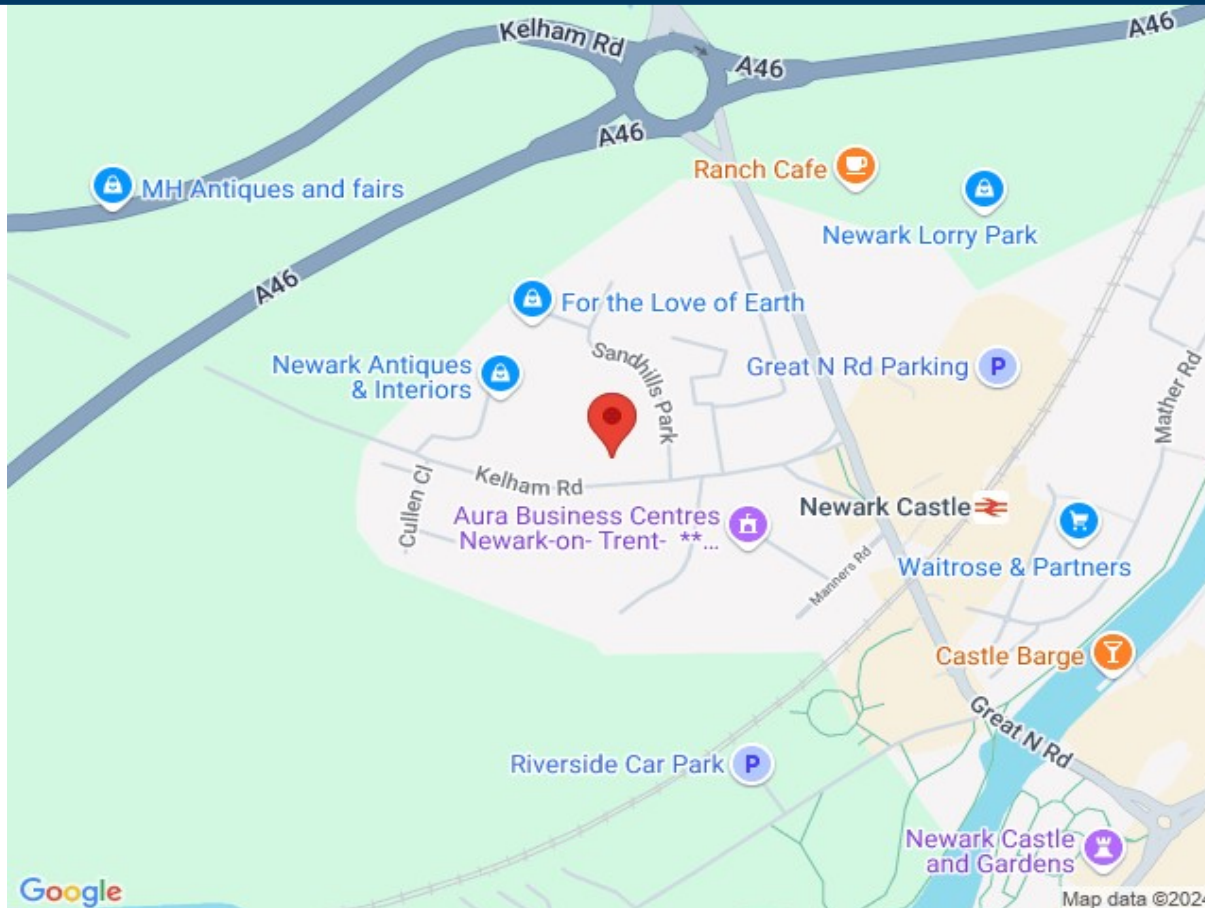 Kelham Rd
A46
A46
A46
Ranch Cafe
MH Antiques and fairs
Newark Lorry Park
A46
For the Love of Earth
Sandhills Park
Newark Antiques
& Interiors
Great N Rd Parking
P
Mather Rd
Kelham Rd
Cullen Cl
Aura Business Centres
Newark-on- Trent- **...
Newark Castle
Manners Rd
Waitrose & Partners
Castle Barge
Great N Rd
Riverside Car Park
P
Newark Castle
and Gardens
Google
Map data ©2024